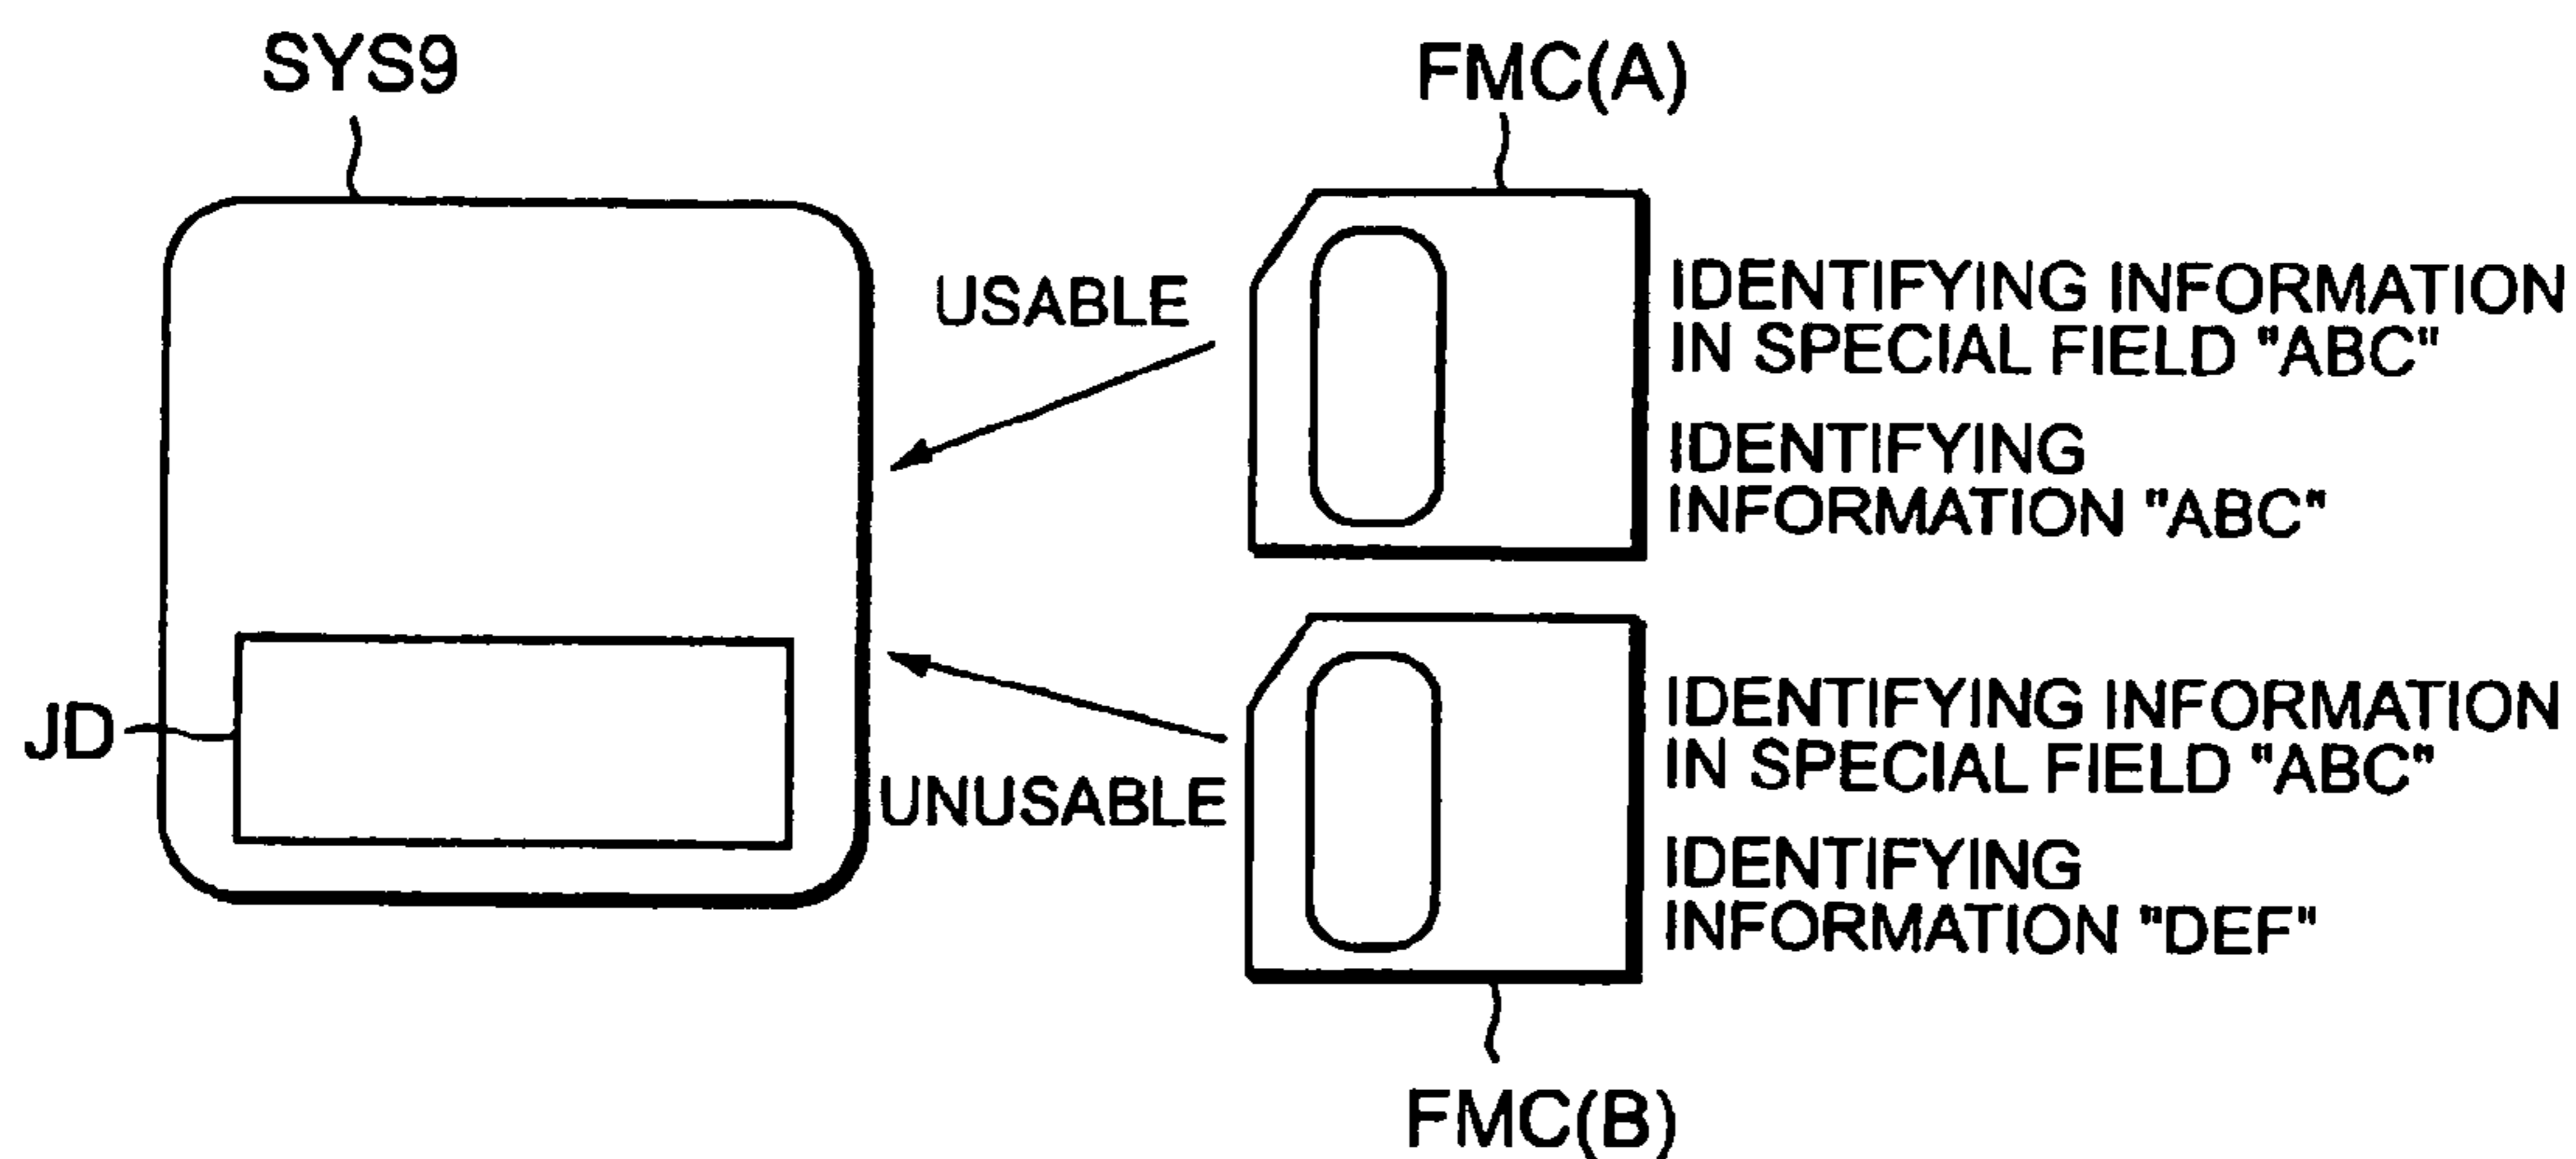 SYS9
FMC(A)
USABLE
IDENTIFYING INFORMATION
IN SPECIAL FIELD "ABC"
IDENTIFYING
INFORMATION "ABC"
JD
UNUSABLE
IDENTIFYING INFORMATION
IN SPECIAL FIELD "ABC"
IDENTIFYING
INFORMATION "DEF"
FMC(B)